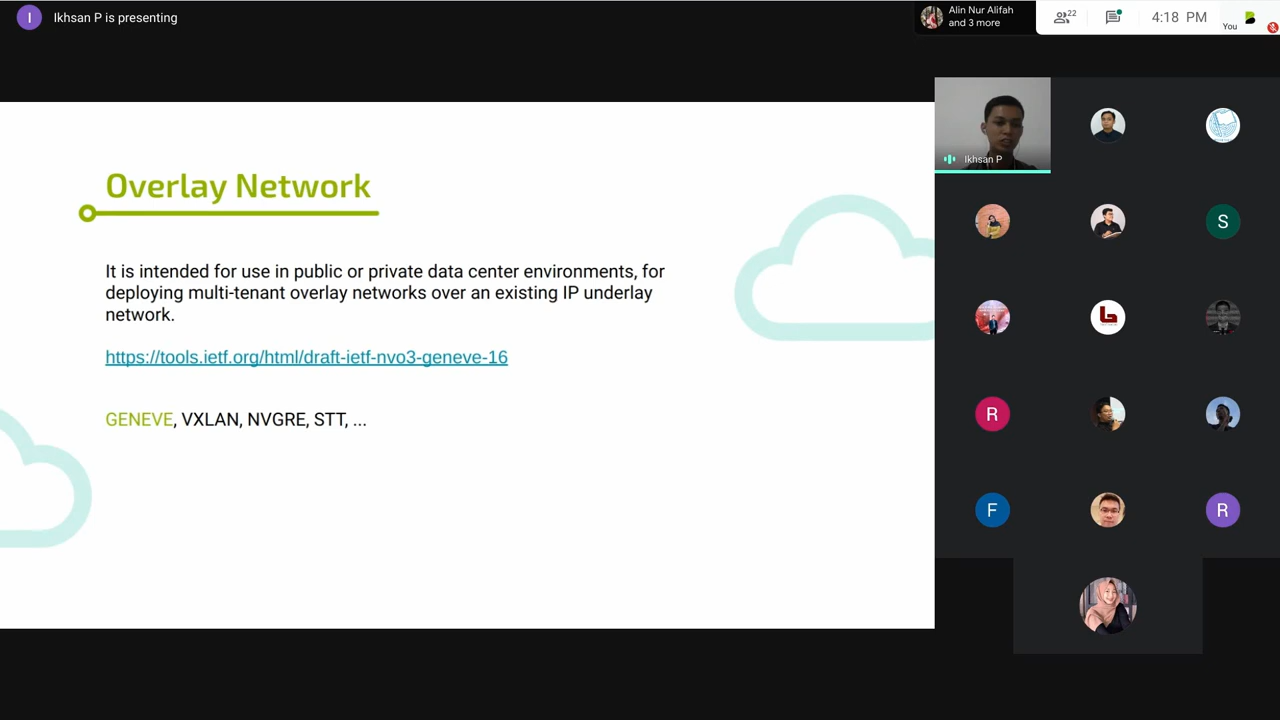 I
Ikhsan P is presenting
Alin Nur Alifah
and 3 more
22
4:18 PM
You
Ikhsan P
S
R
F
R
Overlay Network
It is intended for use in public or private data center environments, for
deploying multi-tenant overlay networks over an existing IP underlay
network.
https://tools.ietf.org/html/draft-ietf-nvo3-geneve-16
GENEVE, VXLAN, NVGRE, STT, ...